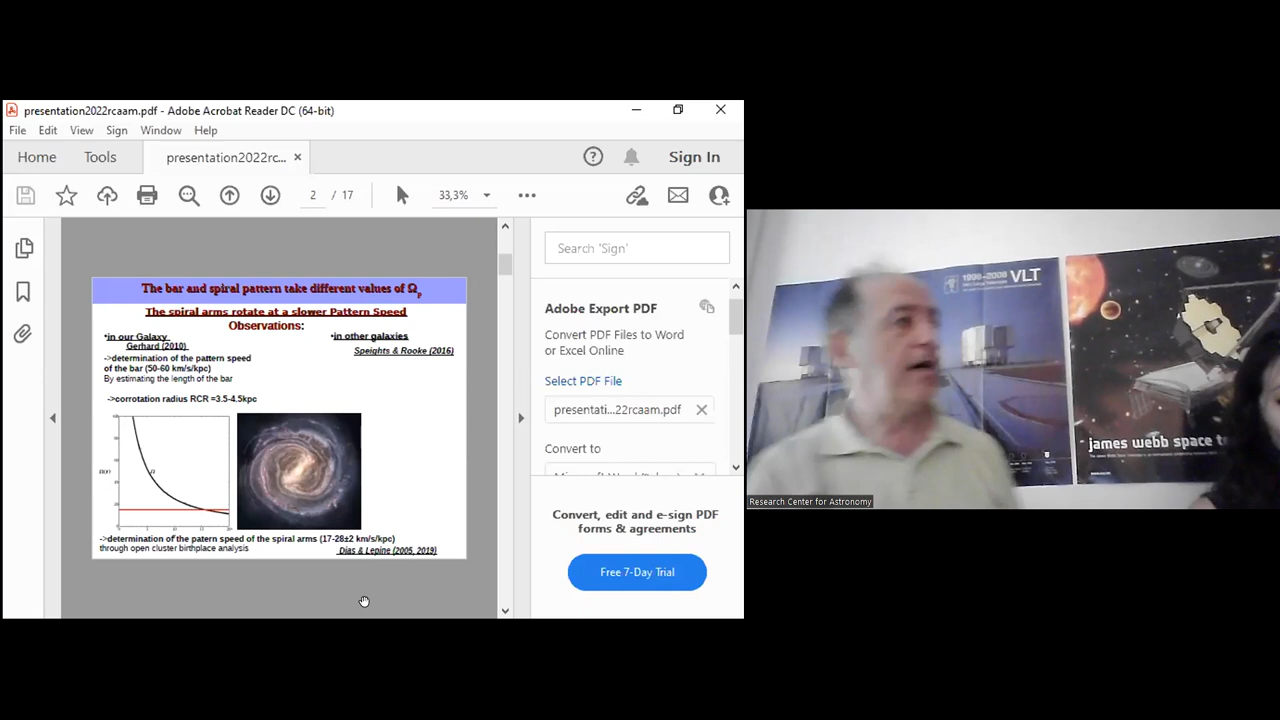 presentation2022rcaam.pdf - Adobe Acrobat Reader DC (64-bit)
File Edit View Sign Window Help
Home Tools presentation2022rc... Sign In
2 / 17 33,3%
The bar and spiral pattern take different values of Ωp
The spiral arms rotate at a slower Pattern Speed
Observations:
•in our Galaxy
•in other galaxies
Gerhard (2010)
Speights & Rooke (2016)
->determination of the pattern speed
of the bar (50-60 km/s/kpc)
By estimating the length of the bar
->corrotation radius RCR =3.5-4.5kpc
Ω
->determination of the patern speed of the spiral arms (17-28±2 km/s/kpc)
through open cluster birthplace analysis
Dias & Lepine (2005, 2019)
Search 'Sign'
Adobe Export PDF
Convert PDF Files to Word
or Excel Online
Select PDF File
presentati...22rcaam.pdf
Convert to
Convert, edit and e-sign PDF
forms & agreements
Free 7-Day Trial
1998-2008 VLT
james webb space t
Research Center for Astronomy